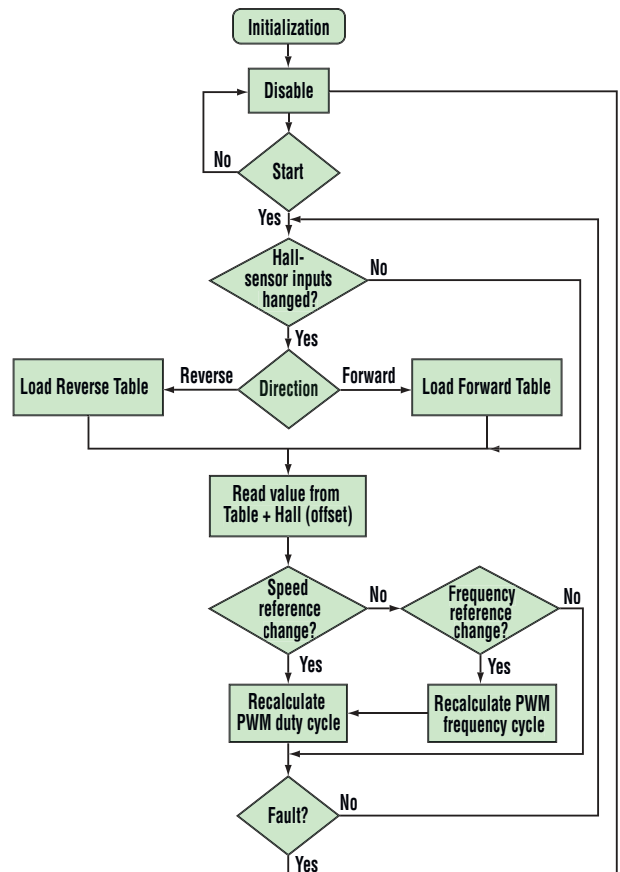 Initialization
Disable
No
Start
Yes
Hall-
sensor inputs
hanged?
No
Yes
Load Reverse Table
Reverse
Direction
Forward
Load Forward Table
Read value from
Table + Hall (offset)
Speed
reference
change?
No
Frequency
reference
change?
No
Yes
Yes
Recalculate
PWM duty cycle
Recalculate PWM
frequency cycle
Fault?
No
Yes